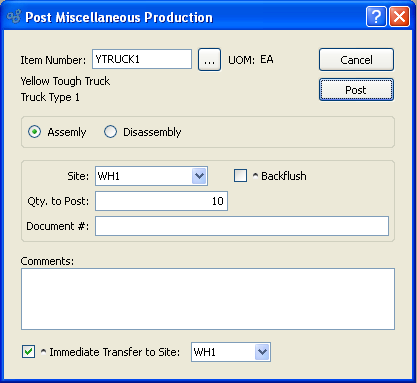 Post Miscellaneous Production
Item Number: YTRUCK1 ... UOM: EA Cancel
Yellow Tough Truck
Truck Type 1 Post
Assemly Disassembly
Site: WH1 ^ Backflush
Qty. to Post: 10
Document #:
Comments:
^ Immediate Transfer to Site: WH1